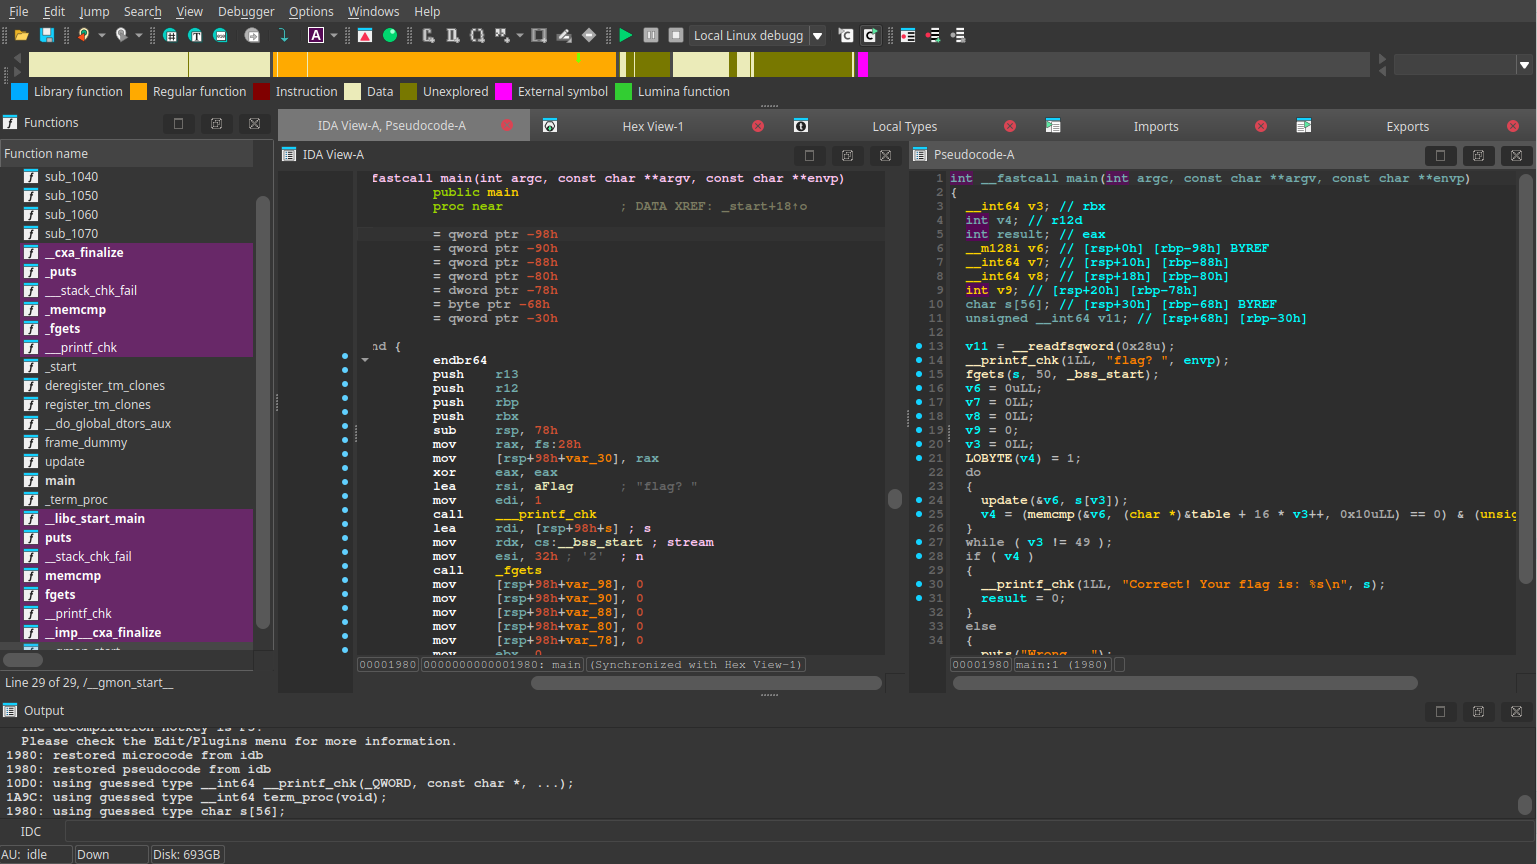 File Edit Jump Search View Debugger Options Windows Help
Local Linux debugg
Library function Regular function Instruction Data Unexplored External symbol Lumina function
Functions
Function name
sub_1040
sub_1050
sub_1060
sub_1070
__cxa_finalize
_puts
___stack_chk_fail
_memcmp
_fgets
___printf_chk
_start
deregister_tm_clones
register_tm_clones
__do_global_dtors_aux
frame_dummy
update
main
_term_proc
__libc_start_main
puts
__stack_chk_fail
memcmp
fgets
__printf_chk
__imp___cxa_finalize
__gmon_start__
Line 29 of 29, /__gmon_start__
IDA View-A, Pseudocode-A
Hex View-1
Local Types
Imports
Exports
IDA View-A
fastcall main(int argc, const char **argv, const char **envp)
public main
proc near ; DATA XREF: _start+18↑o
= qword ptr -98h
= qword ptr -90h
= qword ptr -88h
= qword ptr -80h
= dword ptr -78h
= byte ptr -68h
= qword ptr -30h
nd {
endbr64
push r13
push r12
push rbp
push rbx
sub rsp, 78h
mov rax, fs:28h
mov [rsp+98h+var_30], rax
xor eax, eax
lea rsi, aFlag ; "flag? "
mov edi, 1
call ___printf_chk
lea rdi, [rsp+98h+s] ; s
mov rdx, cs:__bss_start ; stream
mov esi, 32h ; '2' ; n
call _fgets
mov [rsp+98h+var_98], 0
mov [rsp+98h+var_90], 0
mov [rsp+98h+var_88], 0
mov [rsp+98h+var_80], 0
mov [rsp+98h+var_78], 0
mov ebx, 0
00001980 0000000000001980: main (Synchronized with Hex View-1)
Pseudocode-A
1 int __fastcall main(int argc, const char **argv, const char **envp)
2 {
3 __int64 v3; // rbx
4 int v4; // r12d
5 int result; // eax
6 __m128i v6; // [rsp+0h] [rbp-98h] BYREF
7 __int64 v7; // [rsp+10h] [rbp-88h]
8 __int64 v8; // [rsp+18h] [rbp-80h]
9 int v9; // [rsp+20h] [rbp-78h]
10 char s[56]; // [rsp+30h] [rbp-68h] BYREF
11 unsigned __int64 v11; // [rsp+68h] [rbp-30h]
12
13 v11 = __readfsqword(0x28u);
14 __printf_chk(1LL, "flag? ", envp);
15 fgets(s, 50, _bss_start);
16 v6 = 0uLL;
17 v7 = 0LL;
18 v8 = 0LL;
19 v9 = 0;
20 v3 = 0LL;
21 LOBYTE(v4) = 1;
22 do
23 {
24 update(&v6, s[v3]);
25 v4 = (memcmp(&v6, (char *)&table + 16 * v3++, 0x10uLL) == 0) & (unsig
26 }
27 while ( v3 != 49 );
28 if ( v4 )
29 {
30 __printf_chk(1LL, "Correct! Your flag is: %s\n", s);
31 result = 0;
32 }
33 else
34 {
puts("Wrong...");
00001980 main:1 (1980)
Output
The decompilation hotkey is F5.
Please check the Edit/Plugins menu for more information.
1980: restored microcode from idb
1980: restored pseudocode from idb
10D0: using guessed type __int64 __printf_chk(_QWORD, const char *, ...);
1A9C: using guessed type __int64 term_proc(void);
1980: using guessed type char s[56];
IDC
AU: idle Down Disk: 693GB